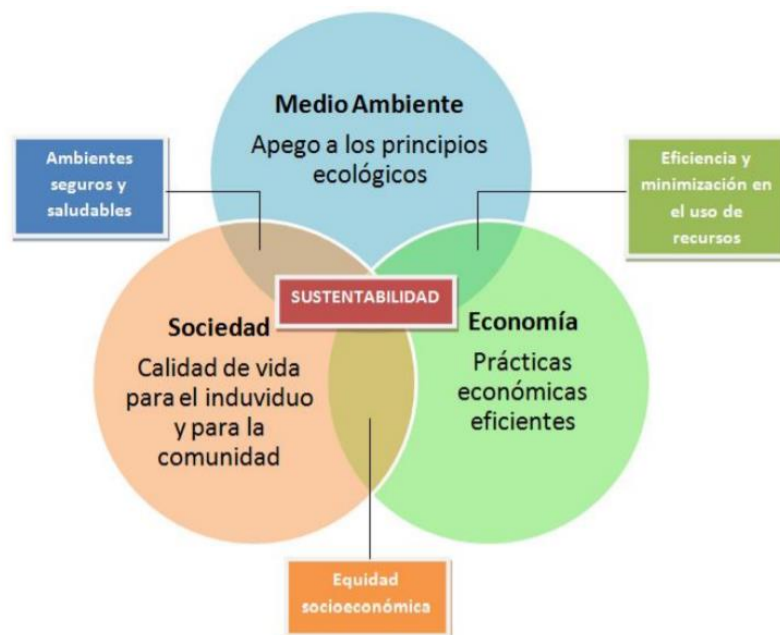 Medio Ambiente
Apego a los principios
ecológicos
Ambientes
seguros y
saludables
Eficiencia y
minimización en
el uso de
recursos
SUSTENTABILIDAD
Sociedad
Calidad de vida
para el induviduo
y para la
comunidad
Economía
Prácticas
económicas
eficientes
Equidad
socioeconómica